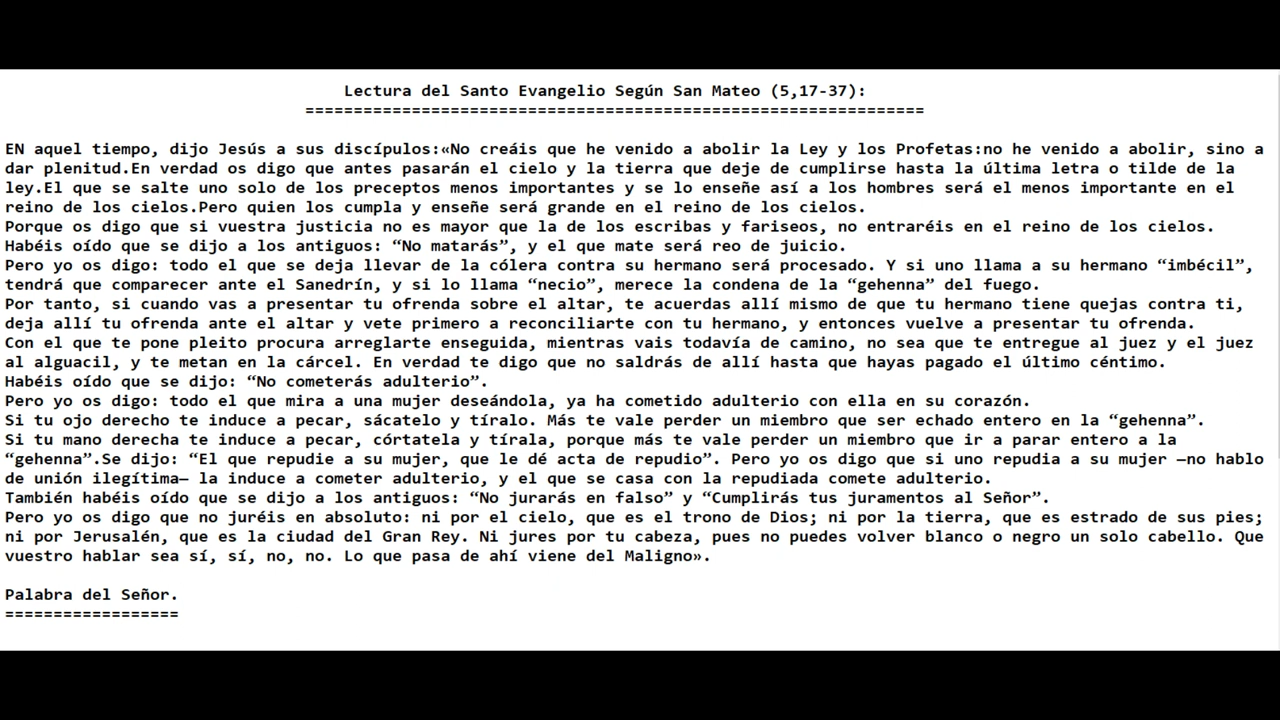 Lectura del Santo Evangelio Según San Mateo (5,17-37):
================================================================
EN aquel tiempo, dijo Jesús a sus discípulos:«No creáis que he venido a abolir la Ley y los Profetas:no he venido a abolir, sino a
dar plenitud.En verdad os digo que antes pasarán el cielo y la tierra que deje de cumplirse hasta la última letra o tilde de la
ley.El que se salte uno solo de los preceptos menos importantes y se lo enseñe así a los hombres será el menos importante en el
reino de los cielos.Pero quien los cumpla y enseñe será grande en el reino de los cielos.
Porque os digo que si vuestra justicia no es mayor que la de los escribas y fariseos, no entraréis en el reino de los cielos.
Habéis oído que se dijo a los antiguos: “No matarás”, y el que mate será reo de juicio.
Pero yo os digo: todo el que se deja llevar de la cólera contra su hermano será procesado. Y si uno llama a su hermano “imbécil”,
tendrá que comparecer ante el Sanedrín, y si lo llama “necio”, merece la condena de la “gehenna” del fuego.
Por tanto, si cuando vas a presentar tu ofrenda sobre el altar, te acuerdas allí mismo de que tu hermano tiene quejas contra ti,
deja allí tu ofrenda ante el altar y vete primero a reconciliarte con tu hermano, y entonces vuelve a presentar tu ofrenda.
Con el que te pone pleito procura arreglarte enseguida, mientras vais todavía de camino, no sea que te entregue al juez y el juez
al alguacil, y te metan en la cárcel. En verdad te digo que no saldrás de allí hasta que hayas pagado el último céntimo.
Habéis oído que se dijo: “No cometerás adulterio”.
Pero yo os digo: todo el que mira a una mujer deseándola, ya ha cometido adulterio con ella en su corazón.
Si tu ojo derecho te induce a pecar, sácatelo y tíralo. Más te vale perder un miembro que ser echado entero en la “gehenna”.
Si tu mano derecha te induce a pecar, córtatela y tírala, porque más te vale perder un miembro que ir a parar entero a la
“gehenna”.Se dijo: “El que repudie a su mujer, que le dé acta de repudio”. Pero yo os digo que si uno repudia a su mujer —no hablo
de unión ilegítima— la induce a cometer adulterio, y el que se casa con la repudiada comete adulterio.
También habéis oído que se dijo a los antiguos: “No jurarás en falso” y “Cumplirás tus juramentos al Señor”.
Pero yo os digo que no juréis en absoluto: ni por el cielo, que es el trono de Dios; ni por la tierra, que es estrado de sus pies;
ni por Jerusalén, que es la ciudad del Gran Rey. Ni jures por tu cabeza, pues no puedes volver blanco o negro un solo cabello. Que
vuestro hablar sea sí, sí, no, no. Lo que pasa de ahí viene del Maligno».
Palabra del Señor.
==================